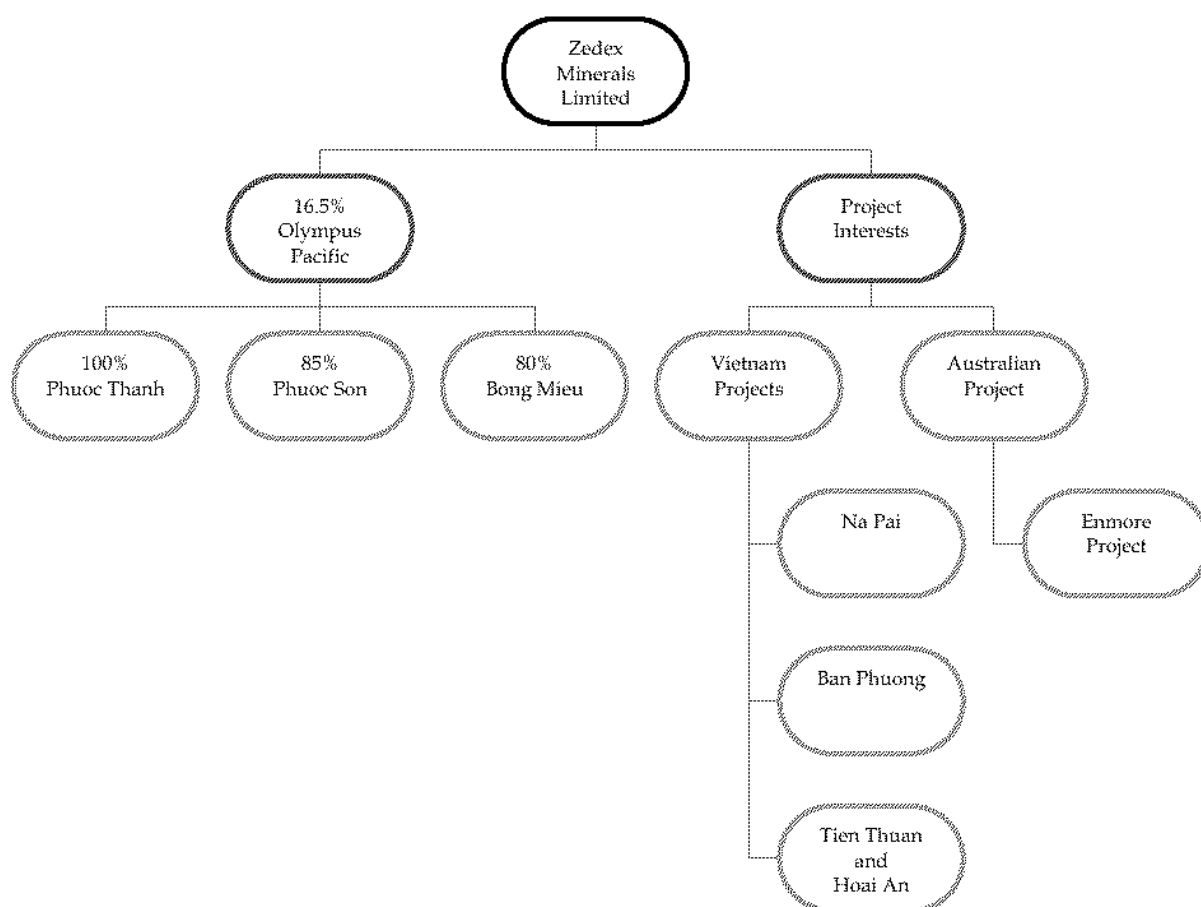 Zedex
Minerals
Limited
16.5%
Olympus
Pacific
Project
Interests
100%
Phuoc Thanh
85%
Phuoc Son
80%
Bong Mieu
Vietnam
Projects
Australian
Project
Na Pai
Enmore
Project
Ban Phuong
Tien Thuan
and
Hoai An